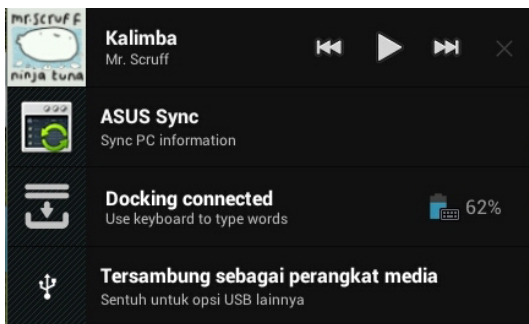 mr.scruff
ninja tuna
Kalimba
Mr. Scruff
ASUS Sync
Sync PC information
Docking connected
Use keyboard to type words
62%
Tersambung sebagai perangkat media
Sentuh untuk opsi USB lainnya